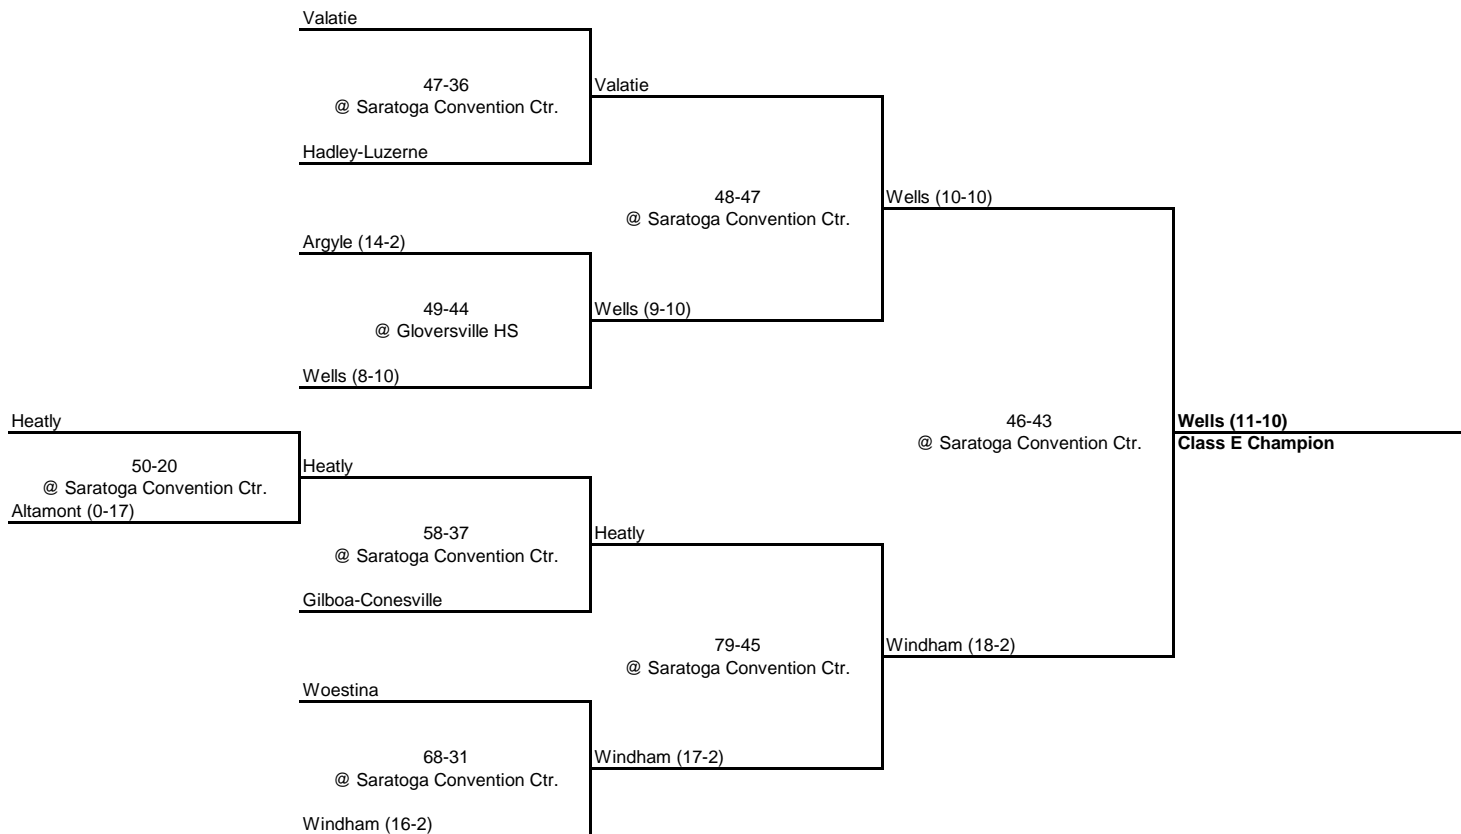 Valatie
47-36
@ Saratoga Convention Ctr.
Valatie
Hadley-Luzerne
48-47
@ Saratoga Convention Ctr.
Wells (10-10)
Argyle (14-2)
49-44
@ Gloversville HS
Wells (9-10)
Wells (8-10)
Heatly
46-43
@ Saratoga Convention Ctr.
Wells (11-10)
Class E Champion
50-20
@ Saratoga Convention Ctr.
Heatly
Altamont (0-17)
58-37
@ Saratoga Convention Ctr.
Heatly
Gilboa-Conesville
79-45
@ Saratoga Convention Ctr.
Windham (18-2)
Woestina
68-31
@ Saratoga Convention Ctr.
Windham (17-2)
Windham (16-2)